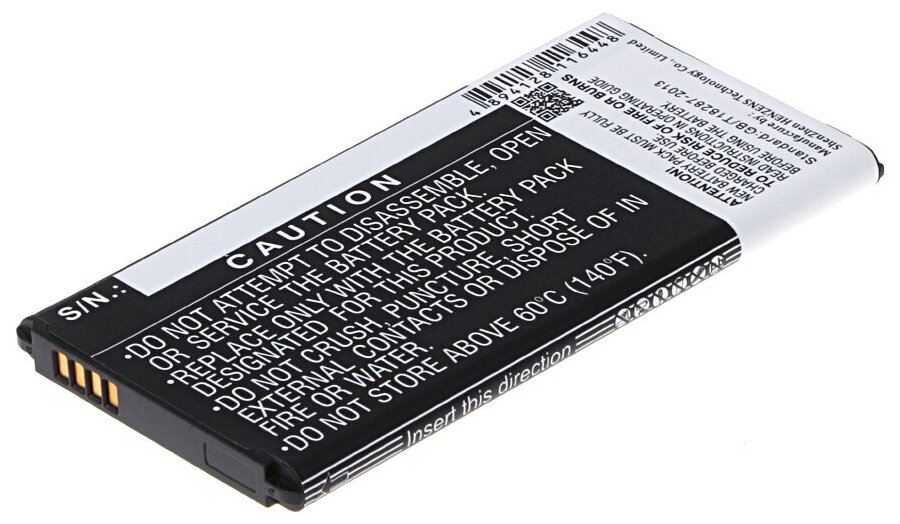 S/N.:
CAUTION
•DO NOT ATTEMPT TO DISASSEMBLE, OPEN
OR SERVICE THE BATTERY PACK.
•REPLACE ONLY WITH THE BATTERY PACK
DESIGNATED FOR THIS PRODUCT.
•DO NOT CRUSH, PUNCTURE, SHORT
EXTERNAL CONTACTS OR DISPOSE OF IN
FIRE OR WATER.
•DO NOT STORE ABOVE 60°C (140°F).
Insert this direction
4 894128 116448
ATTENTION:
NEW BATTERY PACK MUST BE FULLY
CHARGED BEFORE USE.
TO REDUCE RISK OF FIRE OR BURNS
READ INSTRUCTIONS IN OPERATING GUIDE
BEFORE USING THE BATTERY.
Standard: GB/T18287-2013
Manufacture by:
Shenzhen HENZENS Technology Co., Limited